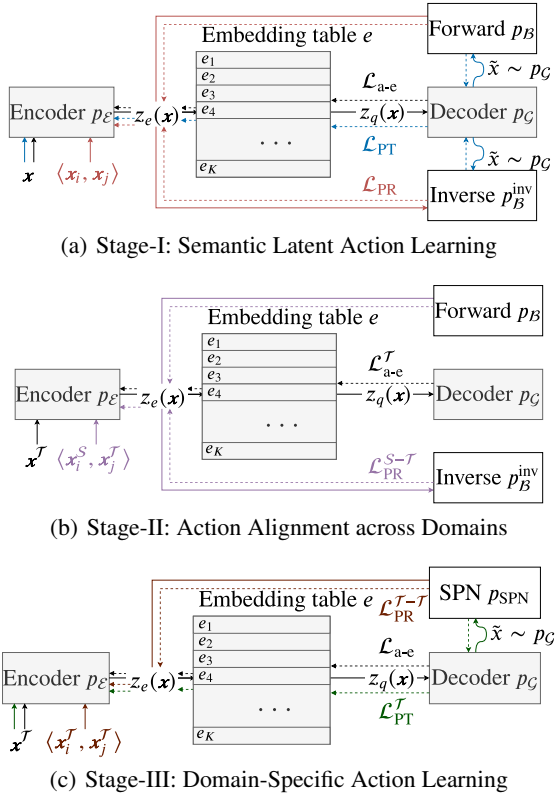 Embedding table e
Forward p_B
e_1
e_2
e_3
e_4
. . .
e_K
Encoder p_E
z_e(x)
z_q(x)
Decoder p_G
L_a-e
L_PT
L_PR
x̃ ∼ p_G
x̃ ∼ p_G
x
⟨x_i, x_j⟩
Inverse p_B^inv
(a) Stage-I: Semantic Latent Action Learning
Embedding table e
Forward p_B
e_1
e_2
e_3
e_4
. . .
e_K
Encoder p_E
z_e(x)
z_q(x)
Decoder p_G
L_a-e^T
L_PR^S−T
x^T
⟨x_i^S, x_j^T⟩
Inverse p_B^inv
(b) Stage-II: Action Alignment across Domains
Embedding table e
SPN p_SPN
L_PR^T−T
e_1
e_2
e_3
e_4
. . .
e_K
Encoder p_E
z_e(x)
z_q(x)
Decoder p_G
L_a-e
L_PT^T
x̃ ∼ p_G
x^T
⟨x_i^T, x_j^T⟩
(c) Stage-III: Domain-Specific Action Learning